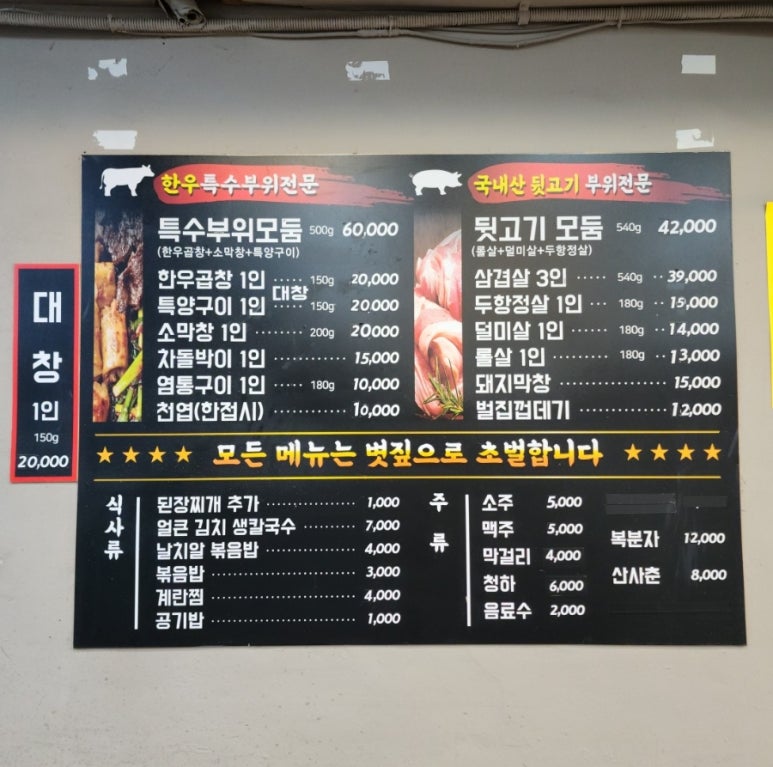 한우특수부위전문
특수부위모둠 500g 60,000
(한우곱창+소막창+특양구이)
한우곱창 1인 ····· 150g 20,000
대창
특양구이 1인 ····· 150g 20,000
소막창 1인 ········ 200g 20000
차돌박이 1인 ············ 15,000
염통구이 1인 ····· 180g 10,000
천엽(한접시) ············ 10,000
국내산 뒷고기 부위전문
뒷고기 모둠 540g 42,000
(롤살+덜미살+두항정살)
삼겹살 3인 ······ 540g ·· 39,000
두항정살 1인 ··· 180g ·· 15,000
덜미살 1인 ······ 180g ·· 14,000
롤살 1인 ········· 180g ·· 13,000
돼지막창 ·················· 15,000
벌집껍데기 ··············· 12,000
대
창
1인
150g
20,000
★★★★ 모든 메뉴는 볏짚으로 초벌합니다 ★★★★
식사류
된장찌개 추가 ··············· 1,000
얼큰 김치 생칼국수 ········· 7,000
날치알 볶음밥 ··············· 4,000
볶음밥 ························ 3,000
계란찜 ························ 4,000
공기밥 ························ 1,000
주류
소주 5,000
맥주 5,000
막걸리 4,000
청하 6,000
음료수 2,000
복분자 12,000
산사춘 8,000